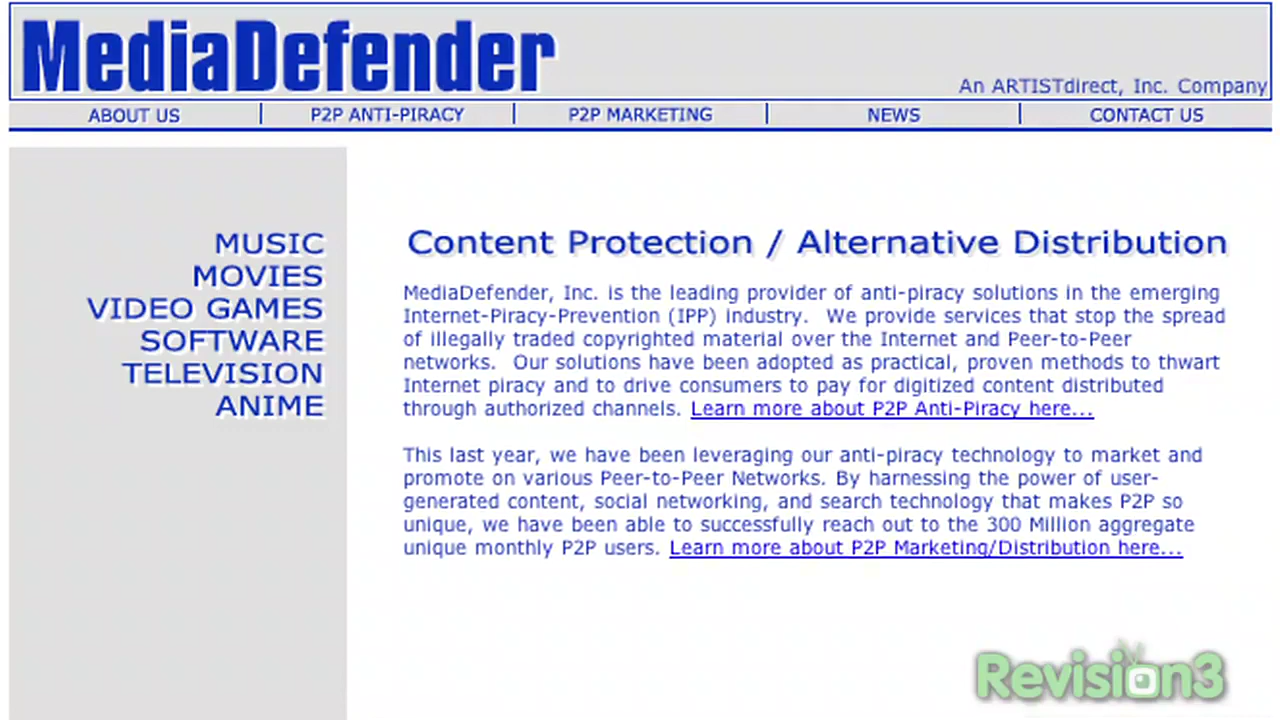 MediaDefender
An ARTISTdirect, Inc. Company
ABOUT US
P2P ANTI-PIRACY
P2P MARKETING
NEWS
CONTACT US
MUSIC
MOVIES
VIDEO GAMES
SOFTWARE
TELEVISION
ANIME
Content Protection / Alternative Distribution
MediaDefender, Inc. is the leading provider of anti-piracy solutions in the emerging
Internet-Piracy-Prevention (IPP) industry.  We provide services that stop the spread
of illegally traded copyrighted material over the Internet and Peer-to-Peer
networks.  Our solutions have been adopted as practical, proven methods to thwart
Internet piracy and to drive consumers to pay for digitized content distributed
through authorized channels. Learn more about P2P Anti-Piracy here...
This last year, we have been leveraging our anti-piracy technology to market and
promote on various Peer-to-Peer Networks. By harnessing the power of user-
generated content, social networking, and search technology that makes P2P so
unique, we have been able to successfully reach out to the 300 Million aggregate
unique monthly P2P users. Learn more about P2P Marketing/Distribution here...
Revision3